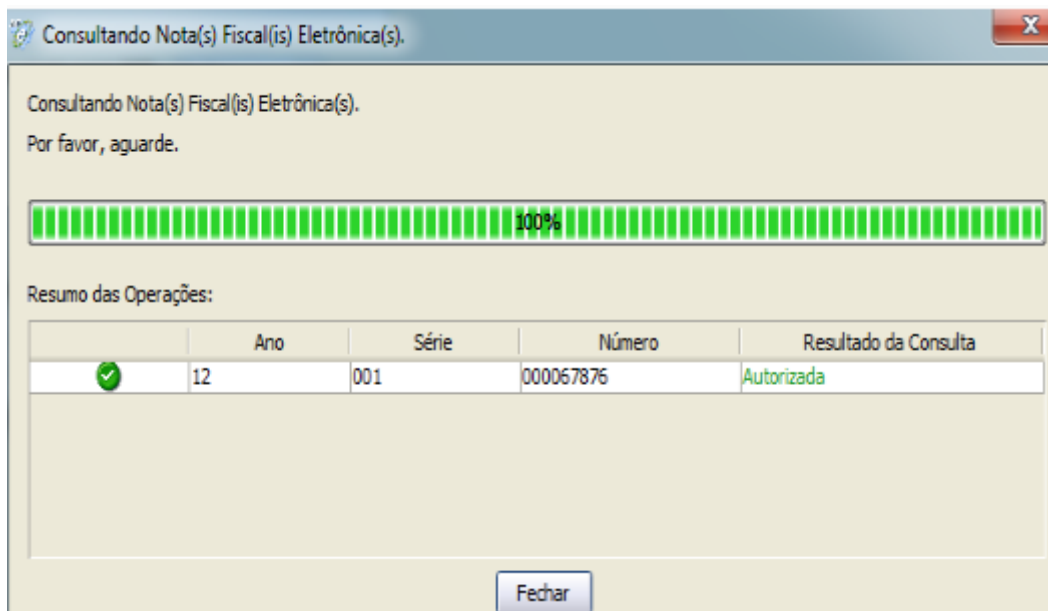 Consultando Nota(s) Fiscal(is) Eletrônica(s).
X
Consultando Nota(s) Fiscal(is) Eletrônica(s).
Por favor, aguarde.
100%
Resumo das Operações:
Ano Série Número Resultado da Consulta
12 001 000067876 Autorizada
Fechar